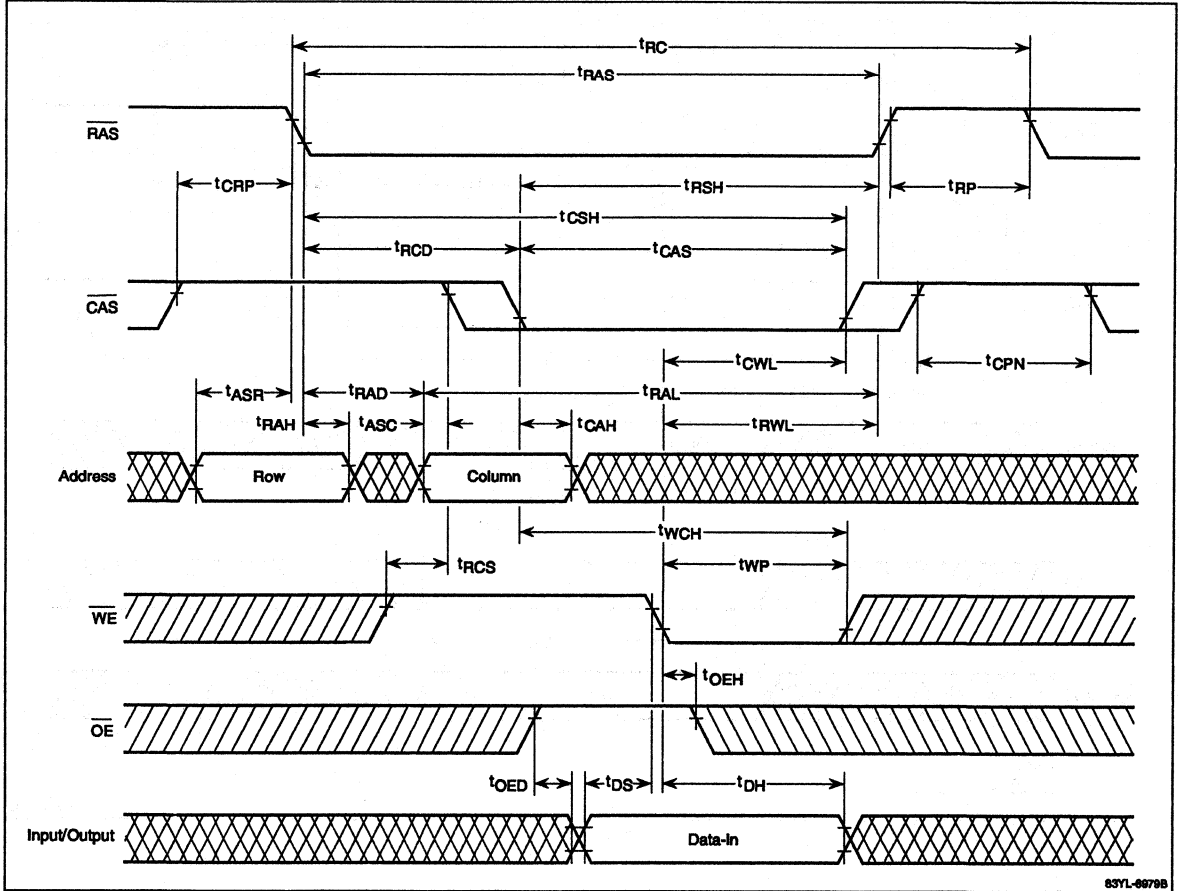 tRC
tRAS
RAS
tCRP
tRSH
tRP
tCSH
tRCD
tCAS
CAS
tCWL
tCPN
tASR
tRAD
tRAL
tRAH
tASC
tCAH
tRWL
Address
Row
Column
tWCH
tRCS
tWP
WE
tOEH
OE
tOED
tDS
tDH
Input/Output
Data-In
83YL-6979B